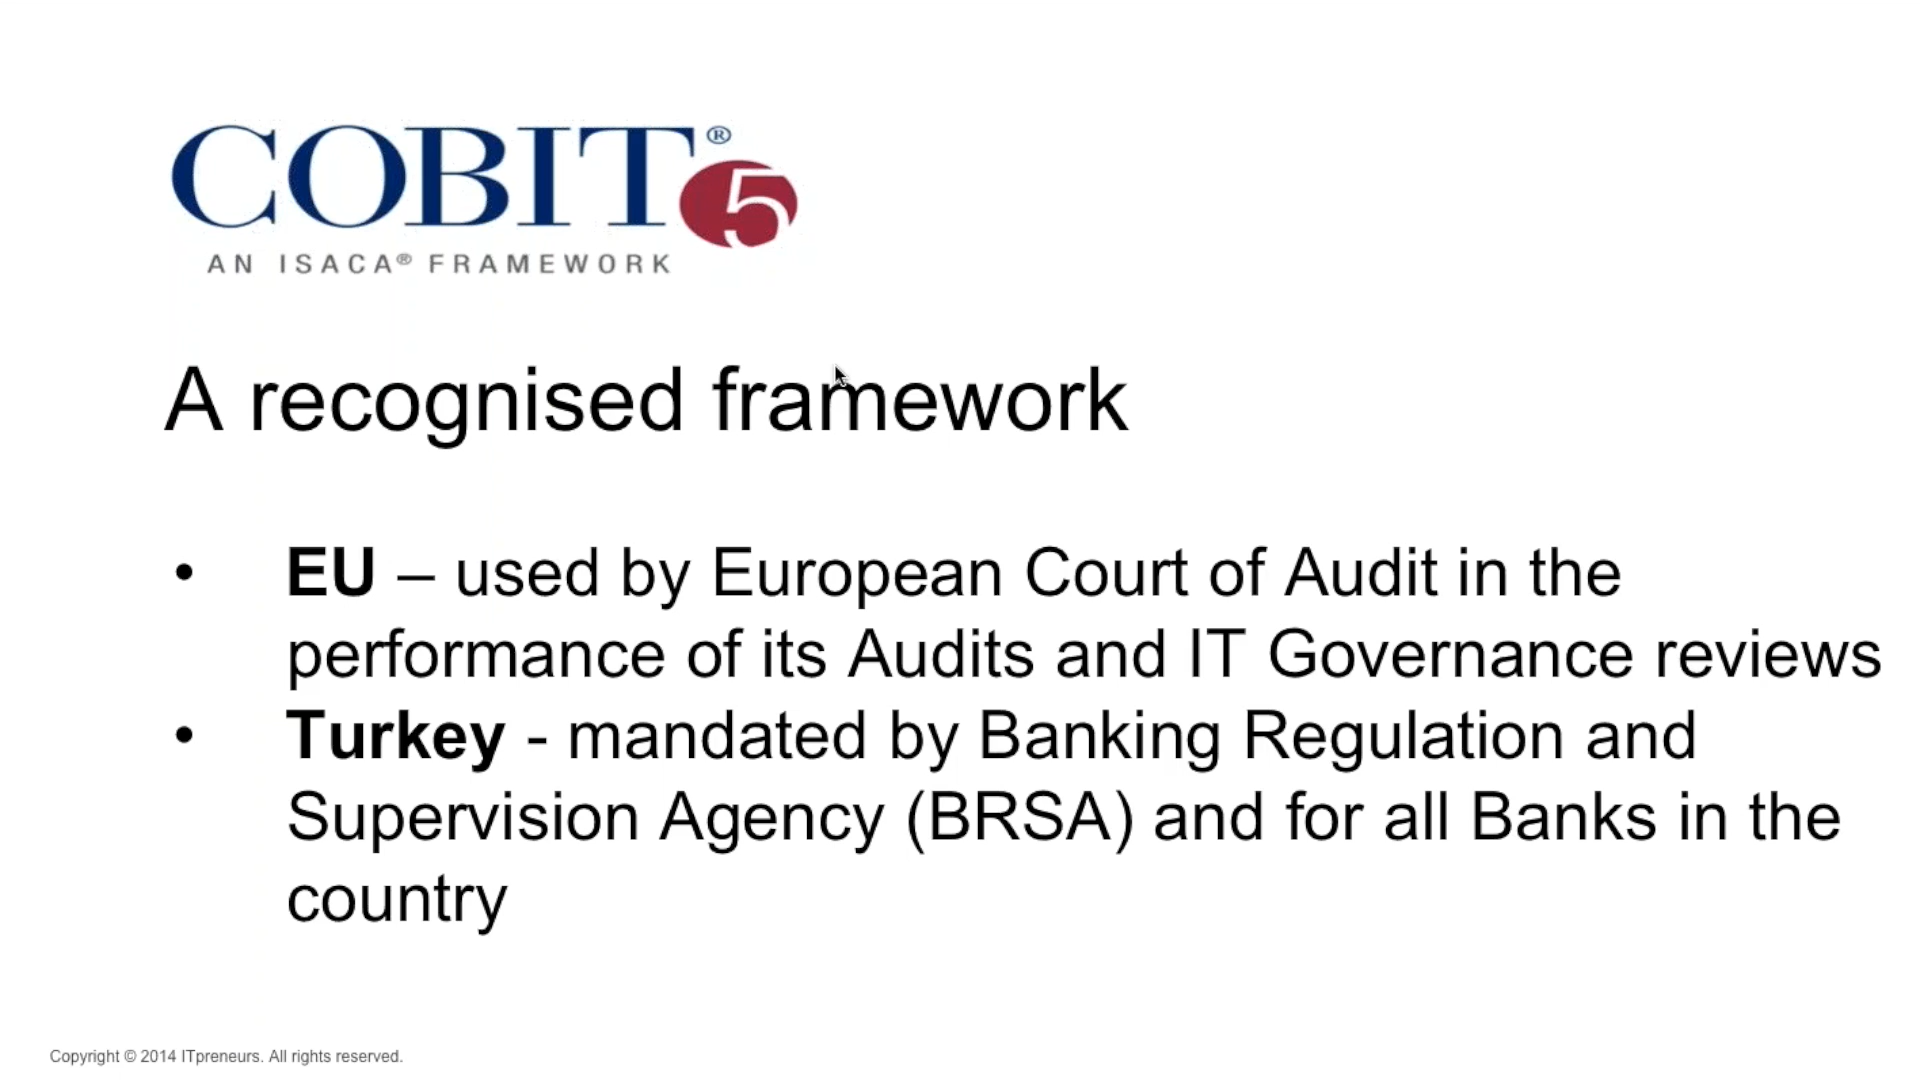 COBIT® 5
AN ISACA® FRAMEWORK
A recognised framework
• EU – used by European Court of Audit in the
performance of its Audits and IT Governance reviews
• Turkey - mandated by Banking Regulation and
Supervision Agency (BRSA) and for all Banks in the
country
Copyright © 2014 ITpreneurs. All rights reserved.